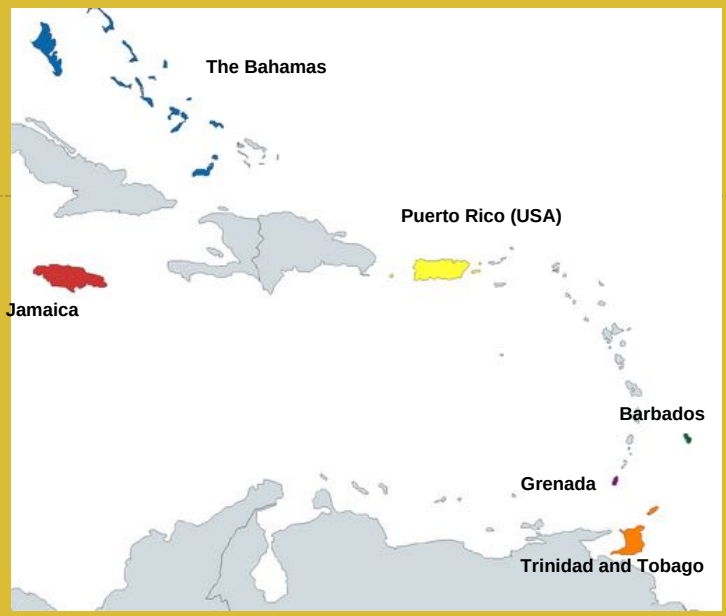 The Bahamas
Puerto Rico (USA)
Jamaica
Barbados
Grenada
Trinidad and Tobago